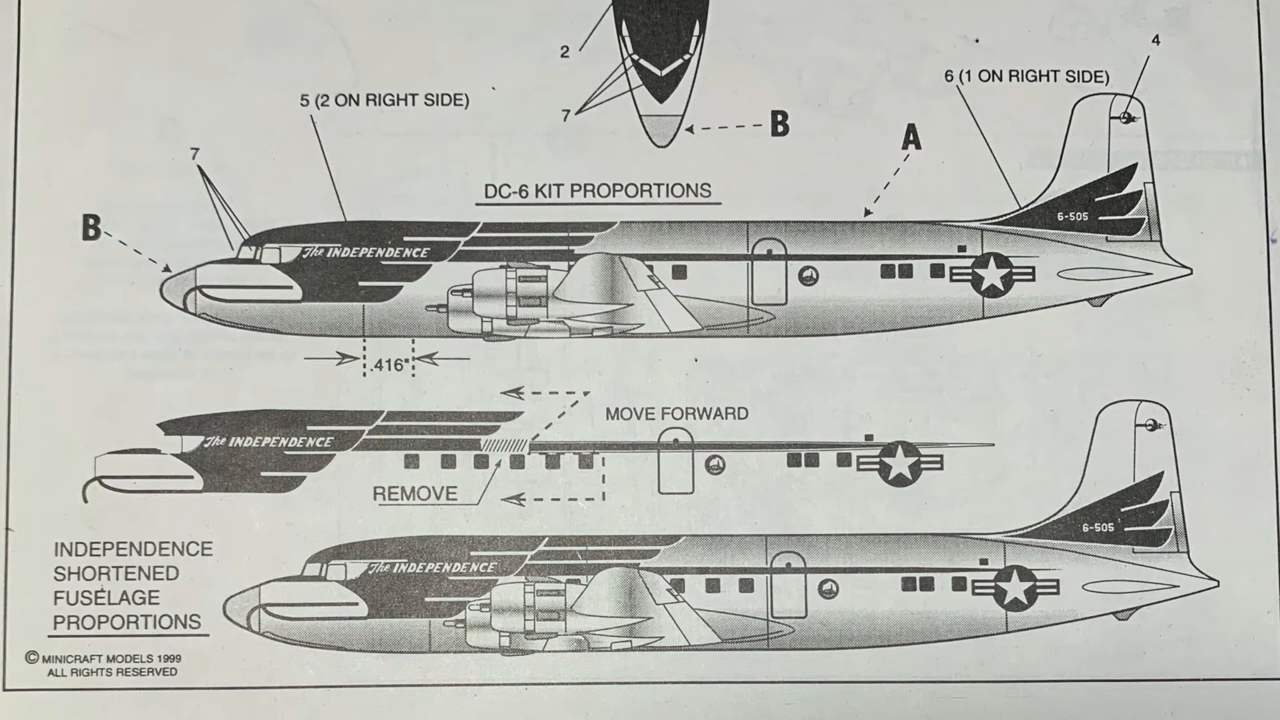 2
4
6 (1 ON RIGHT SIDE)
5 (2 ON RIGHT SIDE)
7
B
A
7
DC-6 KIT PROPORTIONS
B
6-505
The INDEPENDENCE
.416"
MOVE FORWARD
The INDEPENDENCE
REMOVE
6-505
INDEPENDENCE
SHORTENED
FUSELAGE
PROPORTIONS
The INDEPENDENCE
© MINICRAFT MODELS 1999
ALL RIGHTS RESERVED